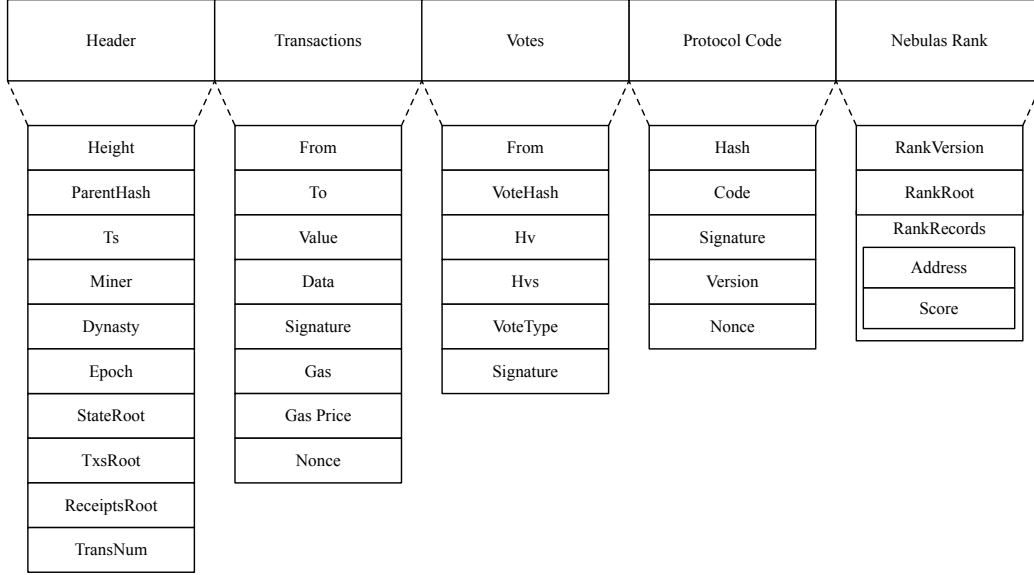 Header
Transactions
Votes
Protocol Code
Nebulas Rank
Height
ParentHash
Ts
Miner
Dynasty
Epoch
StateRoot
TxsRoot
ReceiptsRoot
TransNum
From
To
Value
Data
Signature
Gas
Gas Price
Nonce
From
VoteHash
Hv
Hvs
VoteType
Signature
Hash
Code
Signature
Version
Nonce
RankVersion
RankRoot
RankRecords
Address
Score